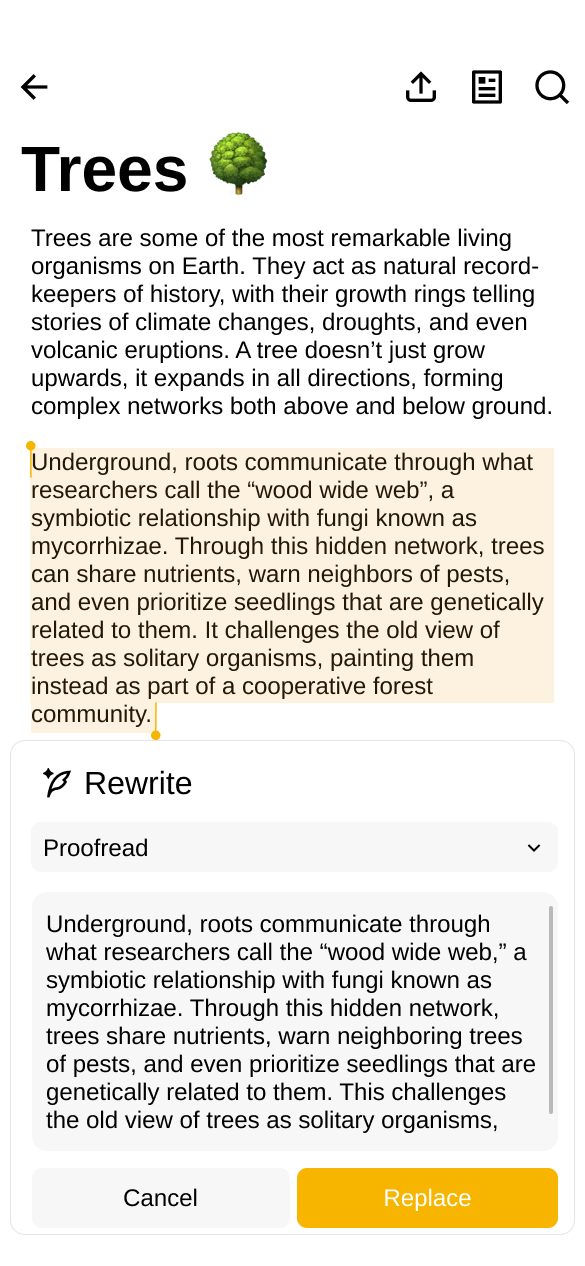 Trees
Trees are some of the most remarkable living
organisms on Earth. They act as natural record-
keepers of history, with their growth rings telling
stories of climate changes, droughts, and even
volcanic eruptions. A tree doesn’t just grow
upwards, it expands in all directions, forming
complex networks both above and below ground.
Underground, roots communicate through what
researchers call the “wood wide web”, a
symbiotic relationship with fungi known as
mycorrhizae. Through this hidden network, trees
can share nutrients, warn neighbors of pests,
and even prioritize seedlings that are genetically
related to them. It challenges the old view of
trees as solitary organisms, painting them
instead as part of a cooperative forest
community.
Rewrite
Proofread
Underground, roots communicate through
what researchers call the “wood wide web,” a
symbiotic relationship with fungi known as
mycorrhizae. Through this hidden network,
trees share nutrients, warn neighboring trees
of pests, and even prioritize seedlings that are
genetically related to them. This challenges
the old view of trees as solitary organisms,
Cancel
Replace